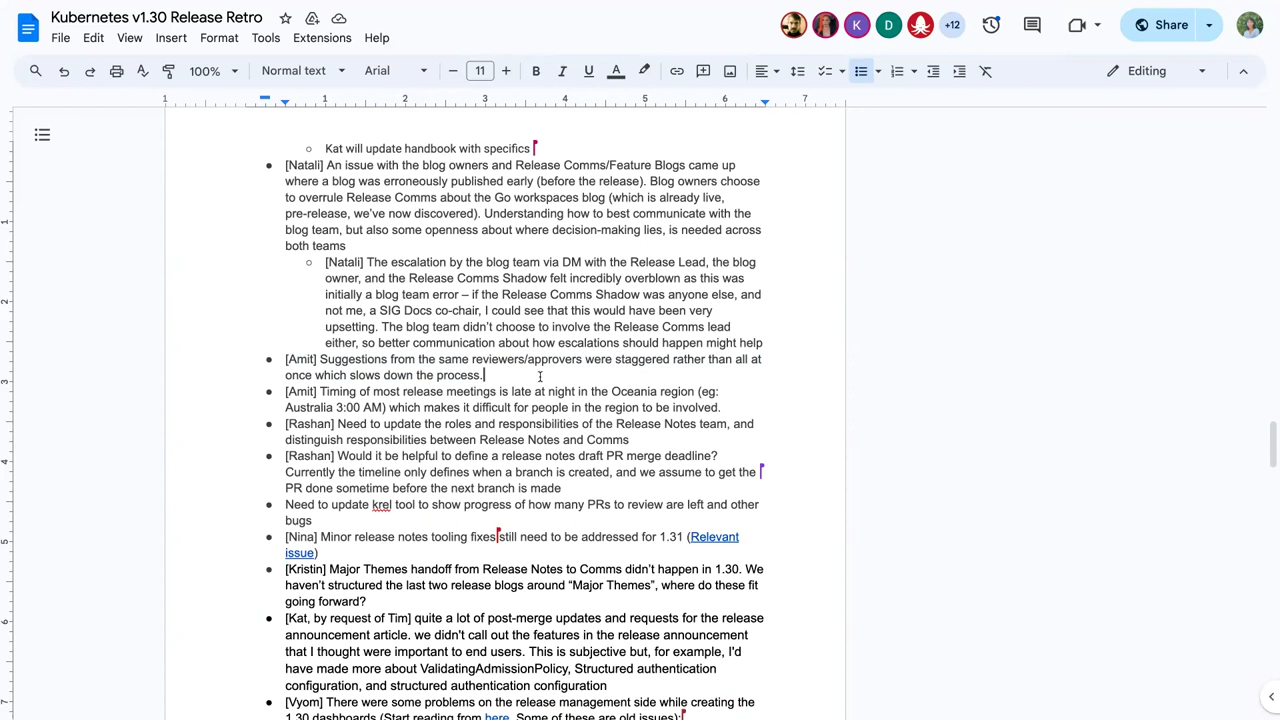 Kubernetes v1.30 Release Retro
File Edit View Insert Format Tools Extensions Help
K D +12
Share
100% Normal text Arial 11
Editing
1 1 2 3 4 5 6 7
Kat will update handbook with specifics
[Natali] An issue with the blog owners and Release Comms/Feature Blogs came up
where a blog was erroneously published early (before the release). Blog owners choose
to overrule Release Comms about the Go workspaces blog (which is already live,
pre-release, we've now discovered). Understanding how to best communicate with the
blog team, but also some openness about where decision-making lies, is needed across
both teams
[Natali] The escalation by the blog team via DM with the Release Lead, the blog
owner, and the Release Comms Shadow felt incredibly overblown as this was
initially a blog team error – if the Release Comms Shadow was anyone else, and
not me, a SIG Docs co-chair, I could see that this would have been very
upsetting. The blog team didn't choose to involve the Release Comms lead
either, so better communication about how escalations should happen might help
[Amit] Suggestions from the same reviewers/approvers were staggered rather than all at
once which slows down the process.
[Amit] Timing of most release meetings is late at night in the Oceania region (eg:
Australia 3:00 AM) which makes it difficult for people in the region to be involved.
[Rashan] Need to update the roles and responsibilities of the Release Notes team, and
distinguish responsibilities between Release Notes and Comms
[Rashan] Would it be helpful to define a release notes draft PR merge deadline?
Currently the timeline only defines when a branch is created, and we assume to get the
PR done sometime before the next branch is made
Need to update krel tool to show progress of how many PRs to review are left and other
bugs
[Nina] Minor release notes tooling fixes still need to be addressed for 1.31 (Relevant
issue)
[Kristin] Major Themes handoff from Release Notes to Comms didn't happen in 1.30. We
haven't structured the last two release blogs around “Major Themes”, where do these fit
going forward?
[Kat, by request of Tim] quite a lot of post-merge updates and requests for the release
announcement article. we didn't call out the features in the release announcement
that I thought were important to end users. This is subjective but, for example, I'd
have made more about ValidatingAdmissionPolicy, Structured authentication
configuration, and structured authentication configuration
[Vyom] There were some problems on the release management side while creating the
1.30 dashboards (Start reading from here. Some of these are old issues):
1
2
3
4
5
6
7